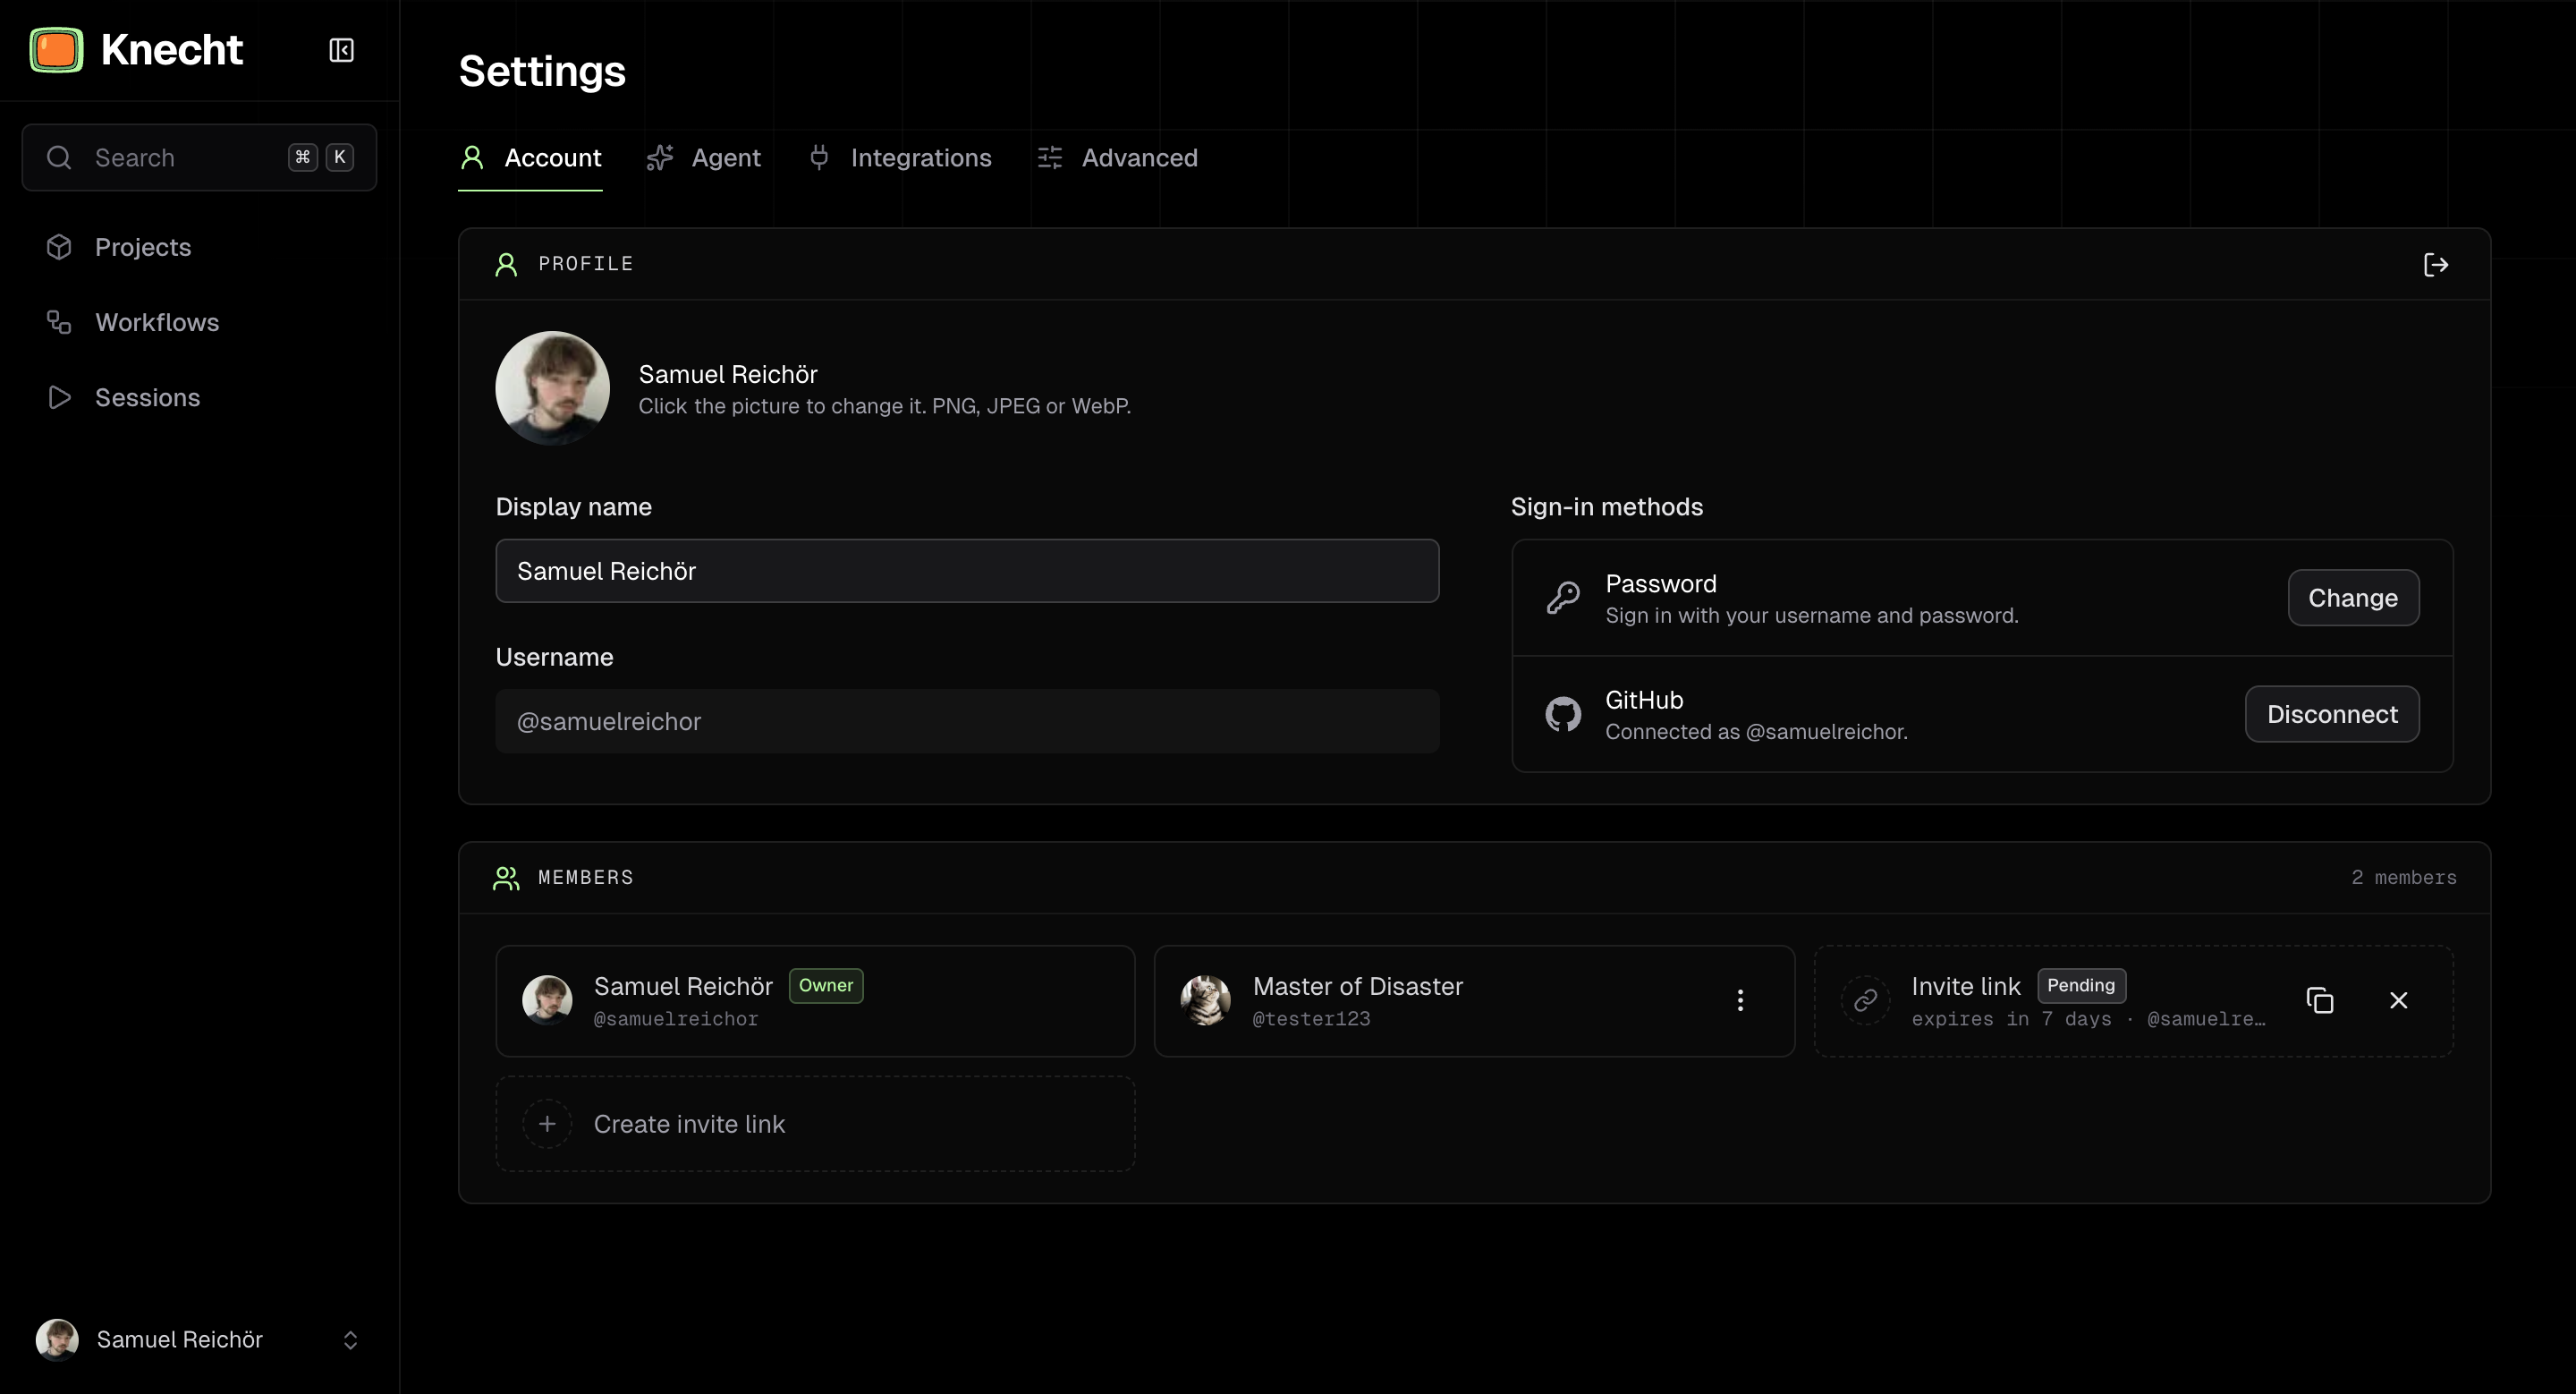 Knecht
Search ⌘ K
Projects
Workflows
Sessions
Samuel Reichör
Settings
Account Agent Integrations Advanced
PROFILE
Samuel Reichör
Click the picture to change it. PNG, JPEG or WebP.
Display name
Samuel Reichör
Username
@samuelreichor
Sign-in methods
Password
Sign in with your username and password.
Change
GitHub
Connected as @samuelreichor.
Disconnect
MEMBERS
2 members
Samuel Reichör Owner
@samuelreichor
Master of Disaster
@tester123
Invite link Pending
expires in 7 days · @samuelre…
Create invite link